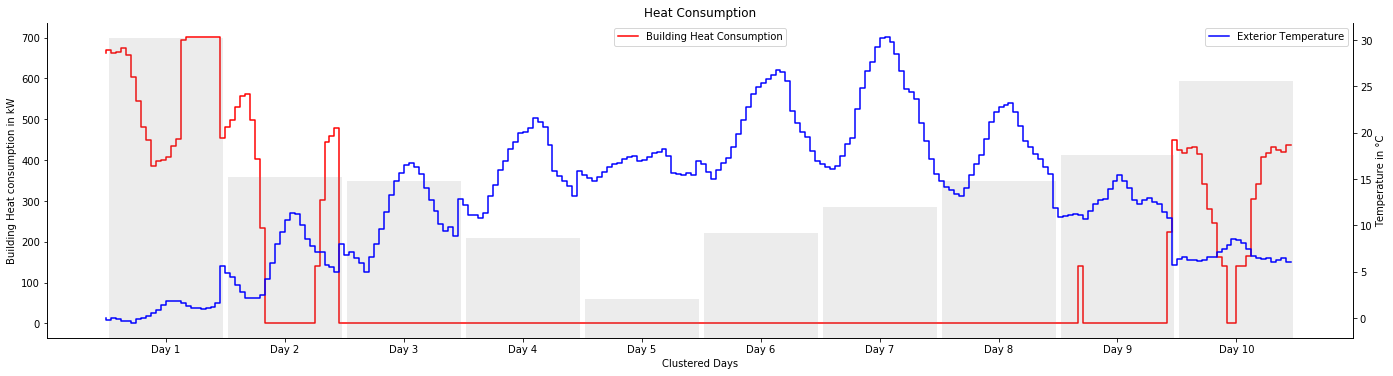 Heat Consumption
Building Heat Consumption
Exterior Temperature
Building Heat consumption in kW
700
600
500
400
300
200
100
0
Temperature in °C
30
25
20
15
10
5
0
Day 1 Day 2 Day 3 Day 4 Day 5 Day 6 Day 7 Day 8 Day 9 Day 10
Clustered Days